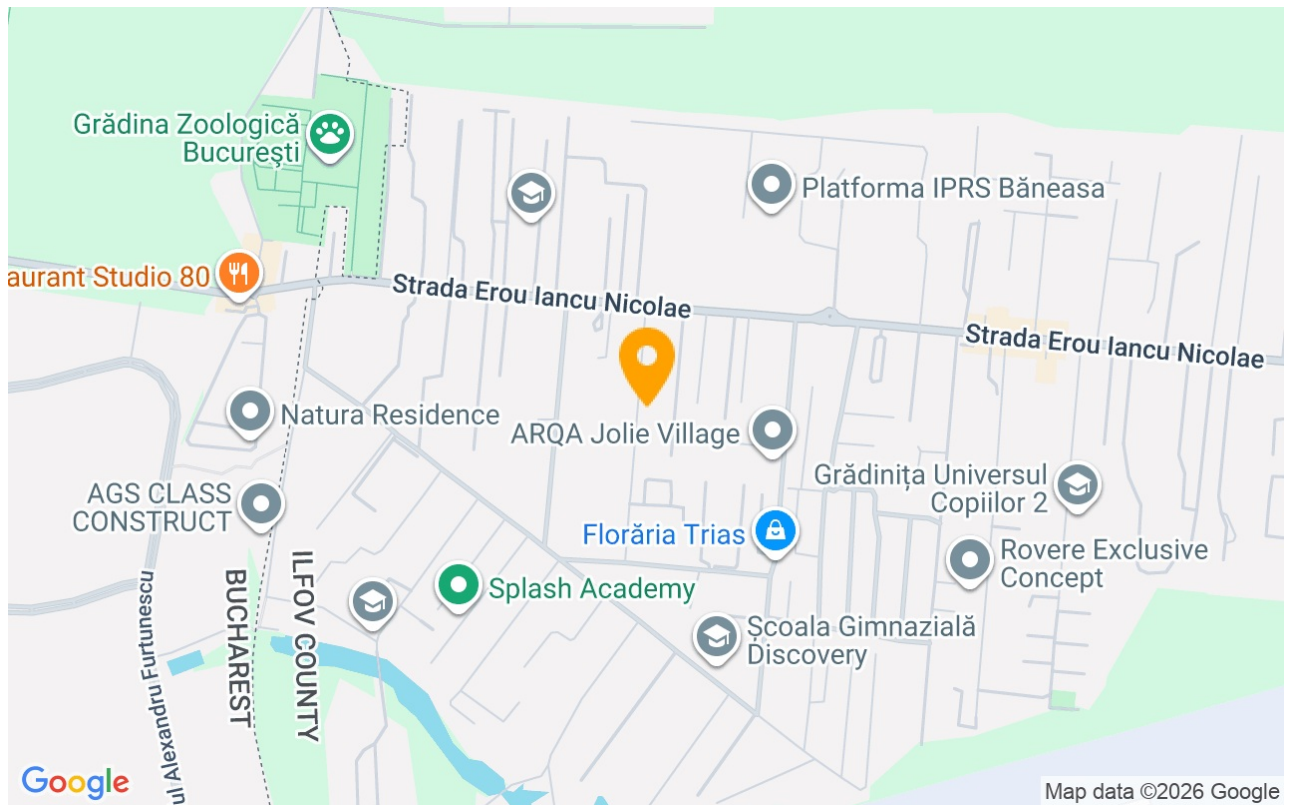 Grădina Zoologică
Bucureşti
Platforma IPRS Băneasa
aurant Studio 80
Strada Erou Iancu Nicolae
Strada Erou Iancu Nicolae
Natura Residence
ARQA Jolie Village
Grădinița Universul
Copiilor 2
AGS CLASS
CONSTRUCT
Florăria Trias
Rovere Exclusive
Concept
Splash Academy
Școala Gimnazială
Discovery
BUCHAREST
ILFOV COUNTY
ul Alexandru Furtunescu
Google
Map data ©2026 Google